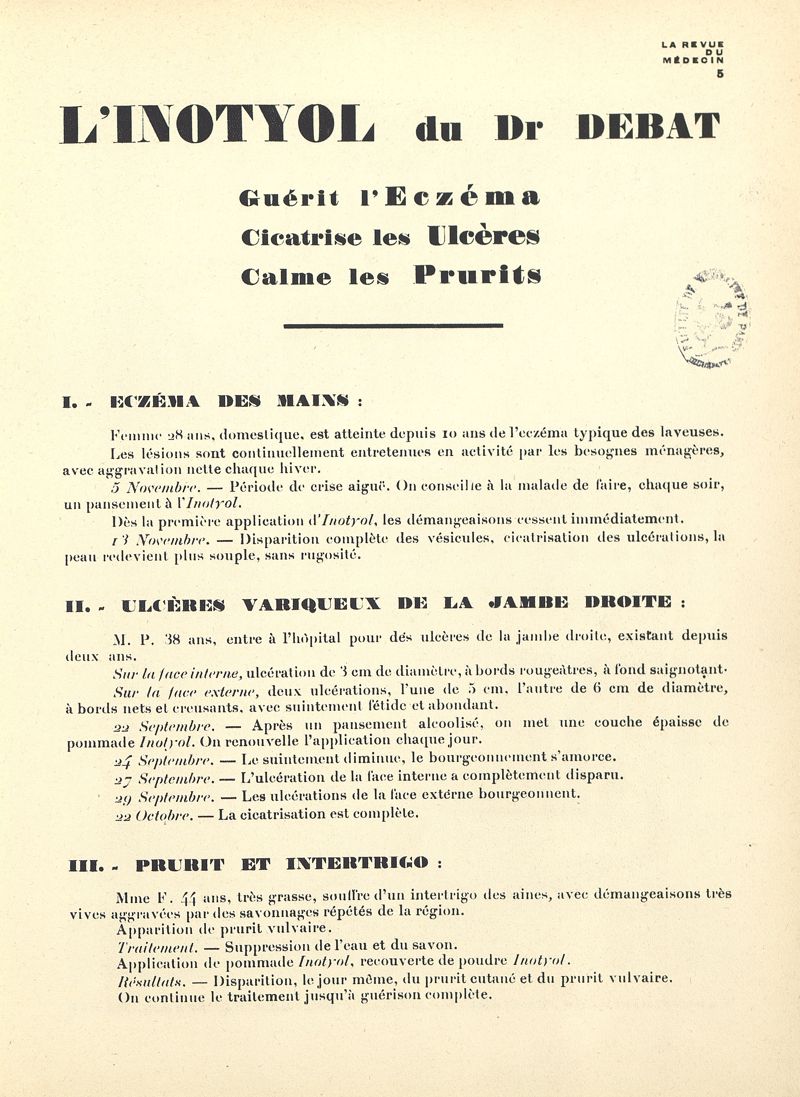 LA REVUE
DU
MÉDECIN
5
L'INOTYOL du Dr DEBAT
Guérit l'Eczéma
Cicatrise les Ulcères
Calme les Prurits
I. - ECZÉMA DES MAINS :
Femme 28 ans, domestique, est atteinte depuis 10 ans de l'eczéma typique des laveuses.
Les lésions sont continuellement entretenues en activité par les besognes ménagères,
avec aggravation nette chaque hiver.
5 Novembre. — Période de crise aiguë. On conseille à la malade de faire, chaque soir,
un pansement à l'Inotyol.
Dès la première application d'Inotyol, les démangeaisons cessent immédiatement.
13 Novembre. — Disparition complète des vésicules, cicatrisation des ulcérations, la
peau redevient plus souple, sans rugosité.
II. - ULCÈRES VARIQUEUX DE LA JAMBE DROITE :
M. P. 38 ans, entre à l'hôpital pour des ulcères de la jambe droite, existant depuis
deux ans.
Sur la face interne, ulcération de 3 cm de diamètre, à bords rougeâtres, à fond saignotant.
Sur la face externe, deux ulcérations, l'une de 5 cm, l'autre de 6 cm de diamètre,
à bords nets et creusants, avec suintement fétide et abondant.
22 Septembre. — Après un pansement alcoolisé, on met une couche épaisse de
pommade Inotyol. On renouvelle l'application chaque jour.
24 Septembre. — Le suintement diminue, le bourgeonnement s'amorce.
27 Septembre. — L'ulcération de la face interne a complètement disparu.
29 Septembre. — Les ulcérations de la face externe bourgeonnent.
22 Octobre. — La cicatrisation est complète.
III. - PRURIT ET INTERTRIGO :
Mme F. 44 ans, très grasse, souffre d'un intertrigo des aines, avec démangeaisons très
vives aggravées par des savonnages répétés de la région.
Apparition de prurit vulvaire.
Traitement. — Suppression de l'eau et du savon.
Application de pommade Inotyol, recouverte de poudre Inotyol.
Résultats. — Disparition, le jour même, du prurit cutané et du prurit vulvaire.
On continue le traitement jusqu'à guérison complète.